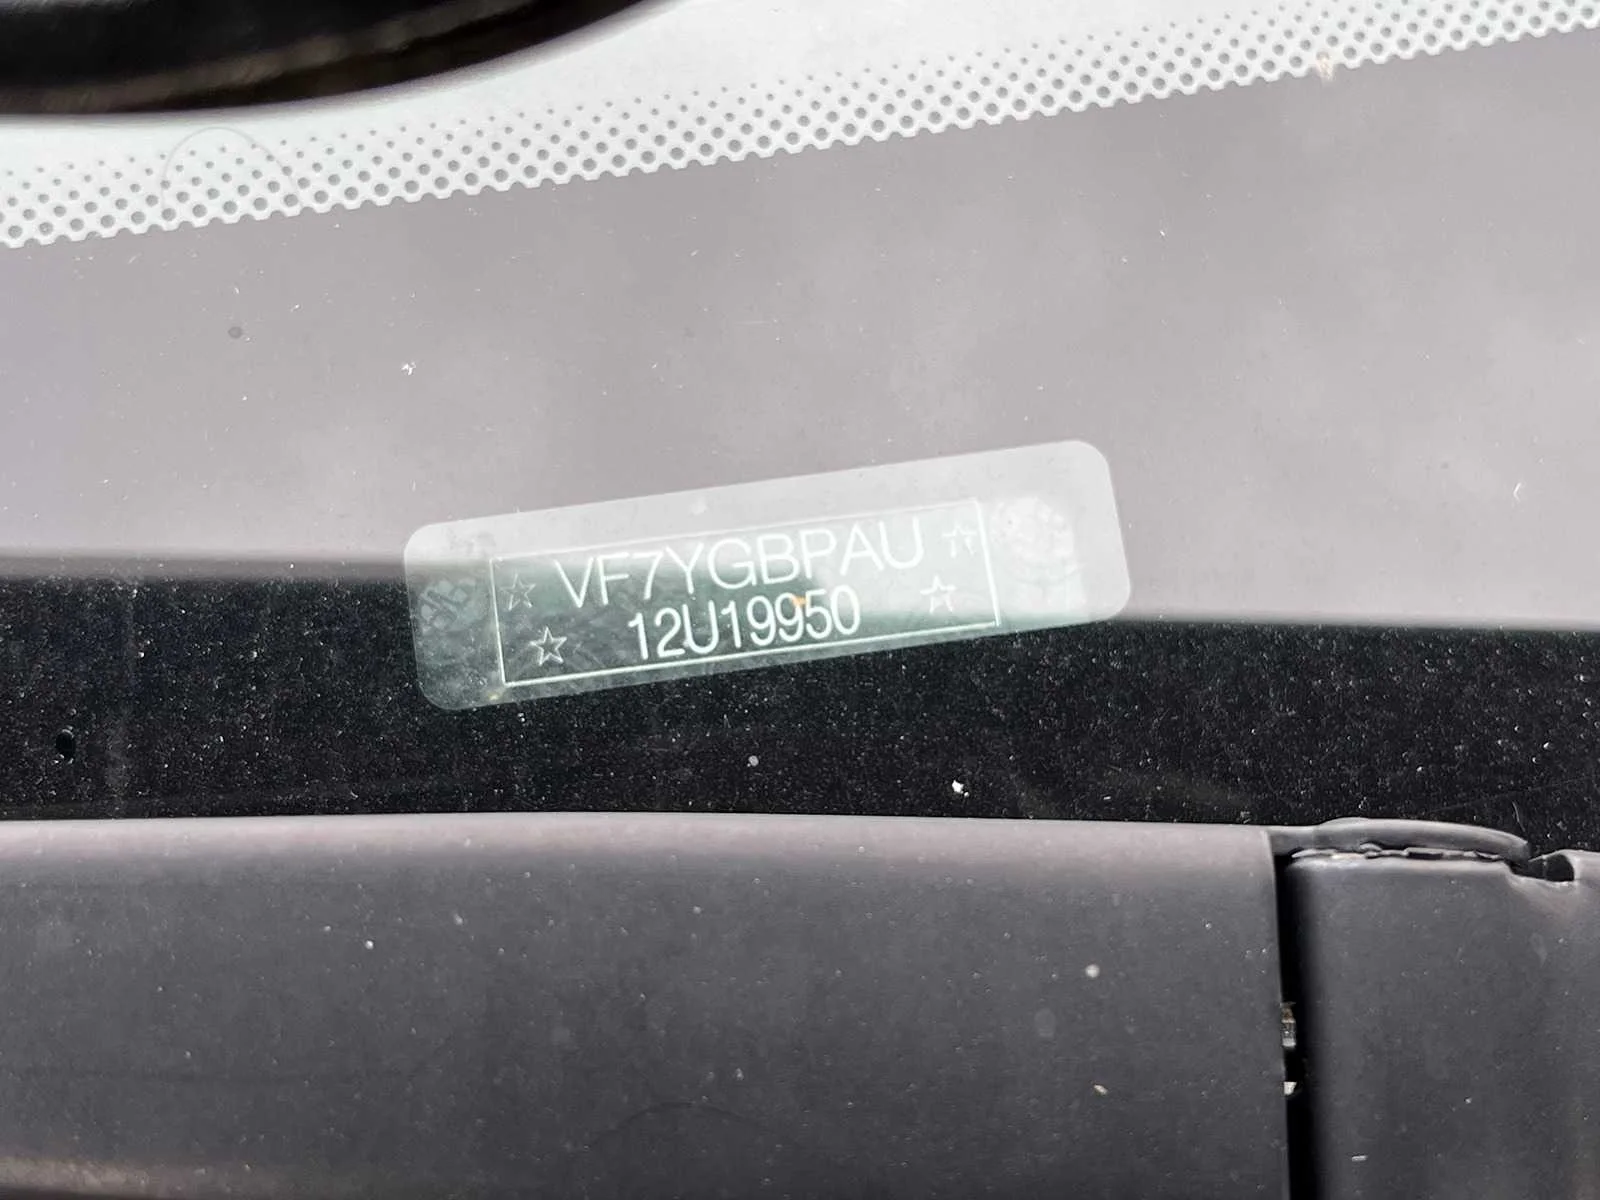 ☆ VF7YGBPAU ☆
☆ 12U19950 ☆